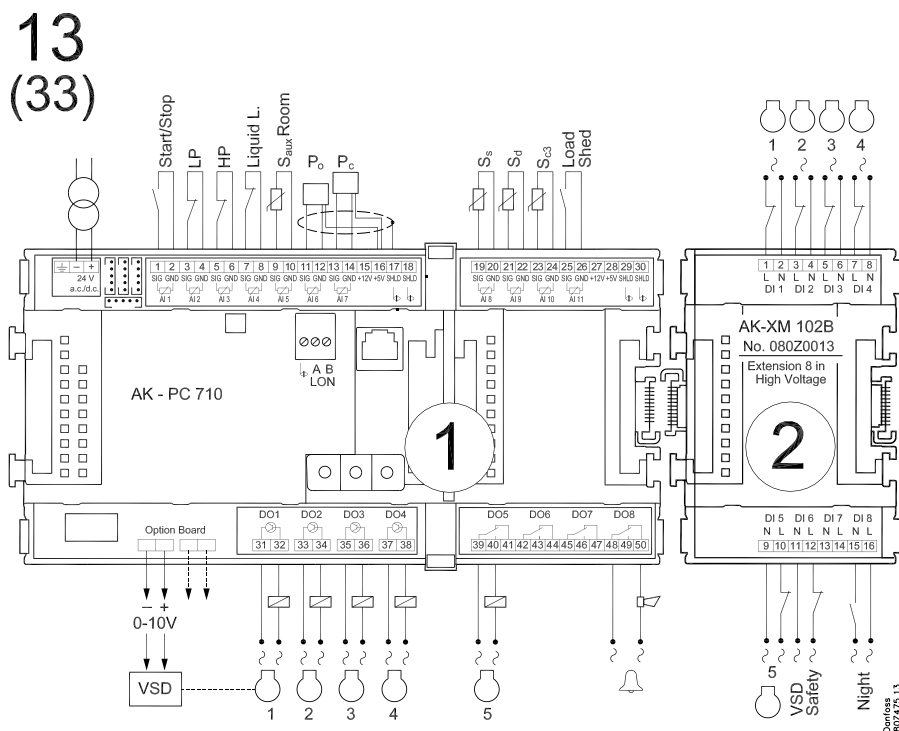 13
(33)
Start/Stop
LP
HP
Liquid L.
Saux Room
Po
Pc
Ss
Sd
Sc3
Load
Shed
1 2 3 4
− +
24 V
a.c./d.c.
1 2 3 4 5 6 7 8 9 10 11 12 13 14 15 16 17 18
SIG GND SIG GND SIG GND SIG GND SIG GND SIG GND SIG GND +12V +5V SHLD SHLD
AI 1 AI 2 AI 3 AI 4 AI 5 AI 6 AI 7
19 20 21 22 23 24 25 26 27 28 29 30
SIG GND SIG GND SIG GND SIG GND +12V +5V SHLD SHLD
AI 8 AI 9 AI 10 AI 11
1 2 3 4 5 6 7 8
L N L N L N L N
DI 1 DI 2 DI 3 DI 4
AK-XM 102B
No. 080Z0013
Extension 8 in
High Voltage
A B
LON
AK - PC 710
1
2
Option Board
DO1 DO2 DO3 DO4
31 32 33 34 35 36 37 38
DO5 DO6 DO7 DO8
39 40 41 42 43 44 45 46 47 48 49 50
DI 5 DI 6 DI 7 DI 8
N L N L N L N L
9 10 11 12 13 14 15 16
− +
0-10V
VSD
1 2 3 4 5
5
VSD
Safety
Night
Danfoss
80Z475.13